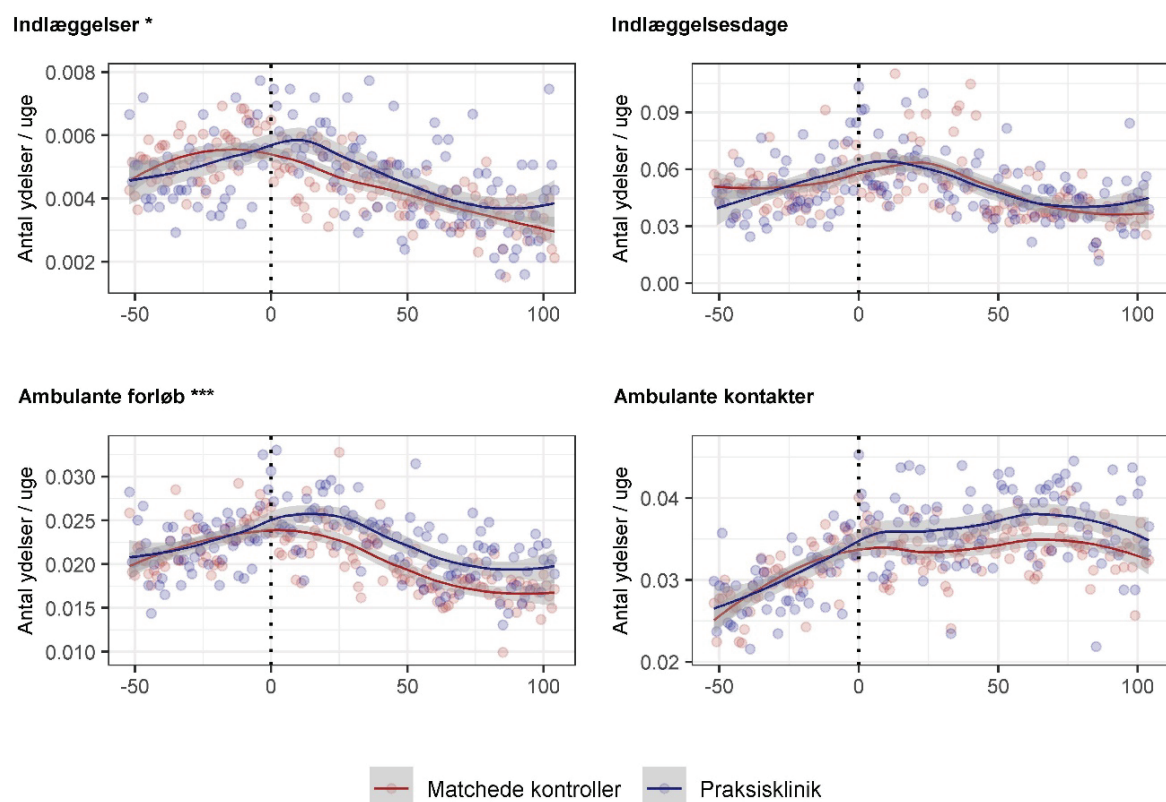 Indlæggelser *
Antal ydelser / uge
0.008
0.006
0.004
0.002
-50 0 50 100
Indlæggelsesdage
Antal ydelser / uge
0.09
0.06
0.03
0.00
-50 0 50 100
Ambulante forløb ***
Antal ydelser / uge
0.030
0.025
0.020
0.015
0.010
-50 0 50 100
Ambulante kontakter
Antal ydelser / uge
0.04
0.03
0.02
-50 0 50 100
Matchede kontroller Praksisklinik